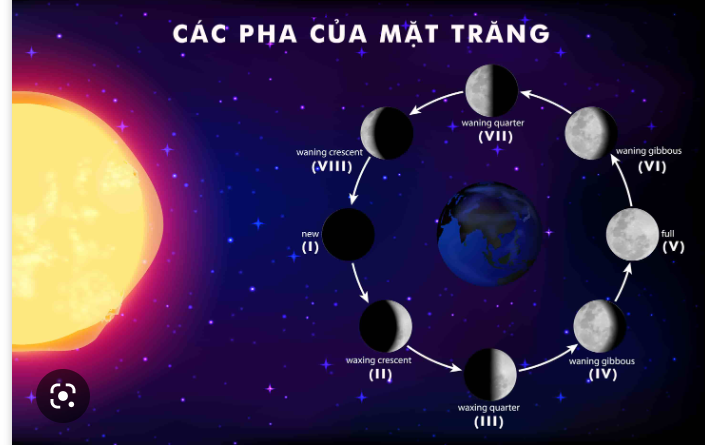 CÁC PHA CỦA MẶT TRĂNG
waning quarter
(VII)
waning crescent
(VIII)
waning gibbous
(VI)
new
(I)
full
(V)
waxing crescent
(II)
waning gibbous
(IV)
waxing quarter
(III)